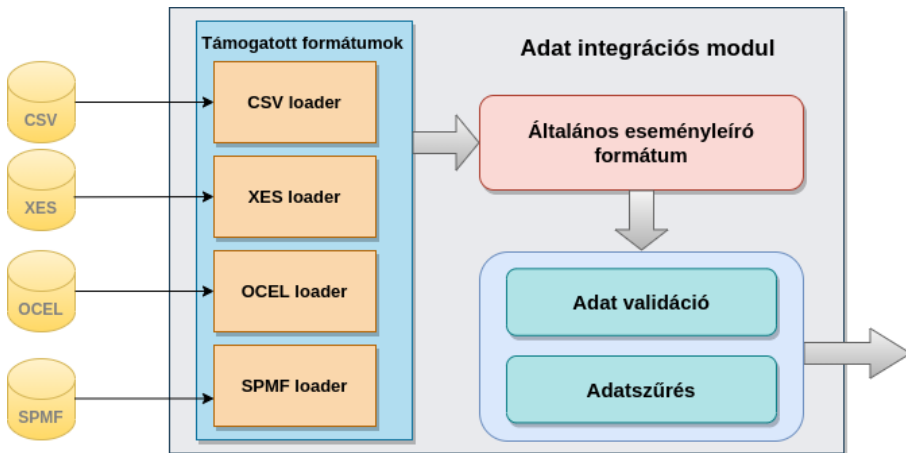 Támogatott formátumok
Adat integrációs modul
CSV
CSV loader
XES
XES loader
OCEL
OCEL loader
SPMF
SPMF loader
Általános eseményleíró
formátum
Adat validáció
Adatszűrés